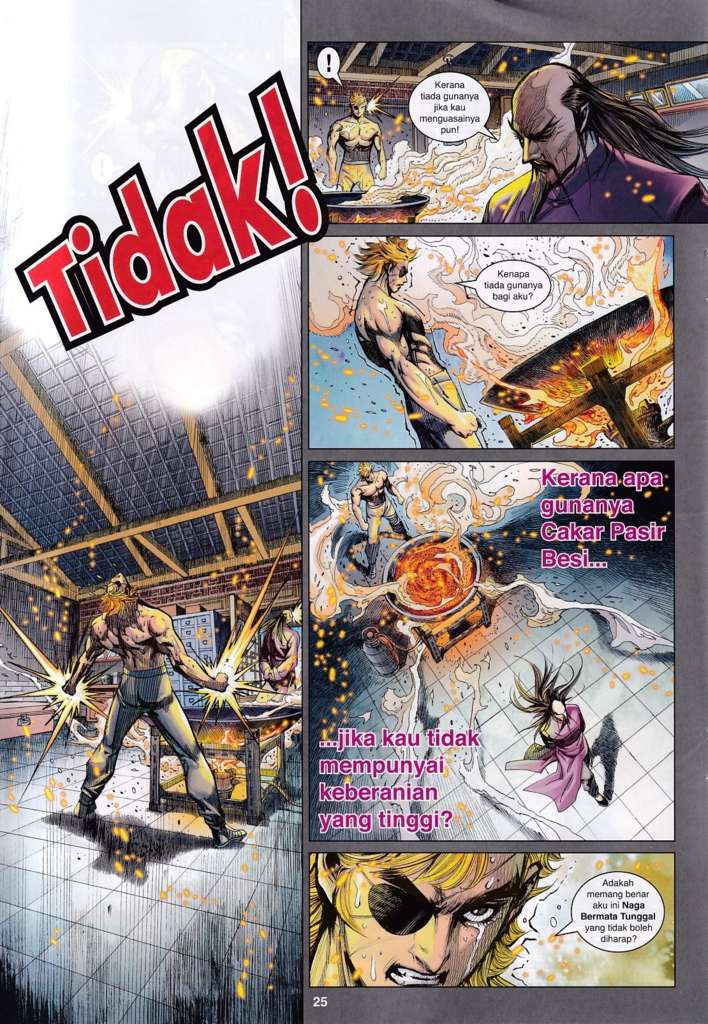 Tidak!
!
Kerana
tiada gunanya
jika kau
menguasainya
pun!
Kenapa
tiada gunanya
bagi aku?
Kerana apa
gunanya
Cakar Pasir
Besi...
...jika kau tidak
mempunyai
keberanian
yang tinggi?
Adakah
memang benar
aku ini Naga
Bermata Tunggal
yang tidak boleh
diharap?
25